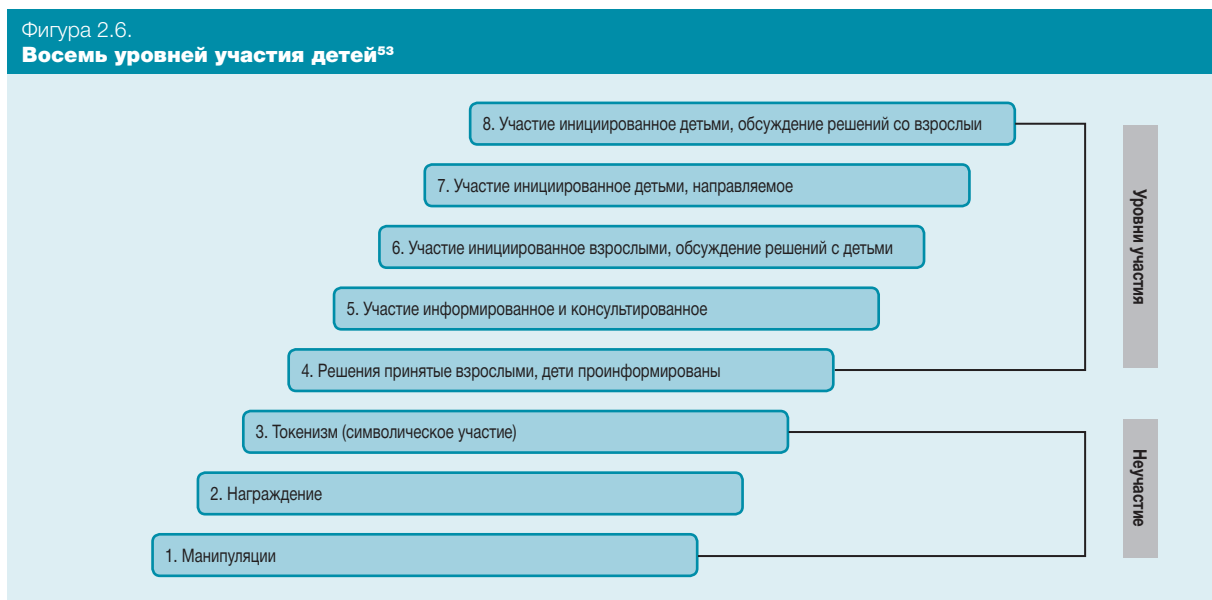 Фигура 2.6.
Восемь уровней участия детей⁵³
8. Участие инициированное детьми, обсуждение решений со взрослыи
7. Участие инициированное детьми, направляемое
6. Участие инициированное взрослыми, обсуждение решений с детьми
5. Участие информированное и консультированное
4. Решения принятые взрослыми, дети проинформированы
3. Токенизм (символическое участие)
2. Награждение
1. Манипуляции
Уровни участия
Неучастие